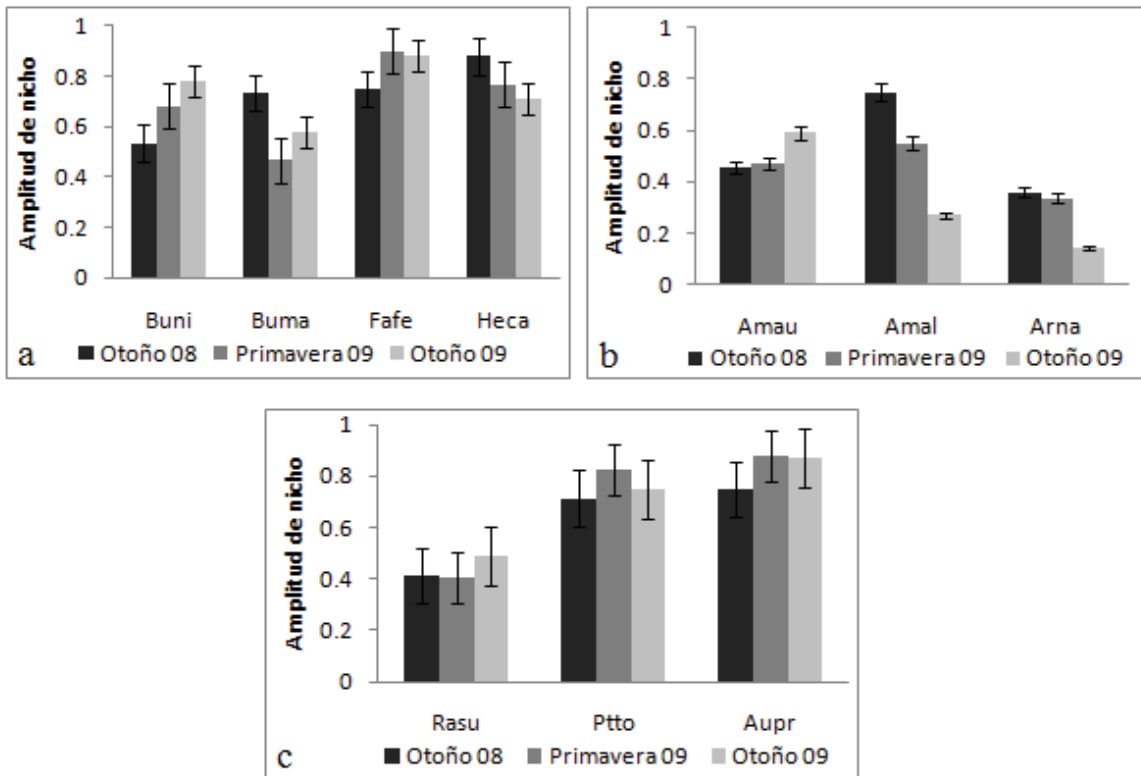 Amplitud de nicho
1
0.8
0.6
0.4
0.2
0
Buni Buma Fafe Heca
Otoño 08 Primavera 09 Otoño 09
a
Amplitud de nicho
1
0.8
0.6
0.4
0.2
0
Amau Amal Arna
Otoño 08 Primavera 09 Otoño 09
b
Amplitud de nicho
1
0.8
0.6
0.4
0.2
0
Rasu Ptto Aupr
Otoño 08 Primavera 09 Otoño 09
c